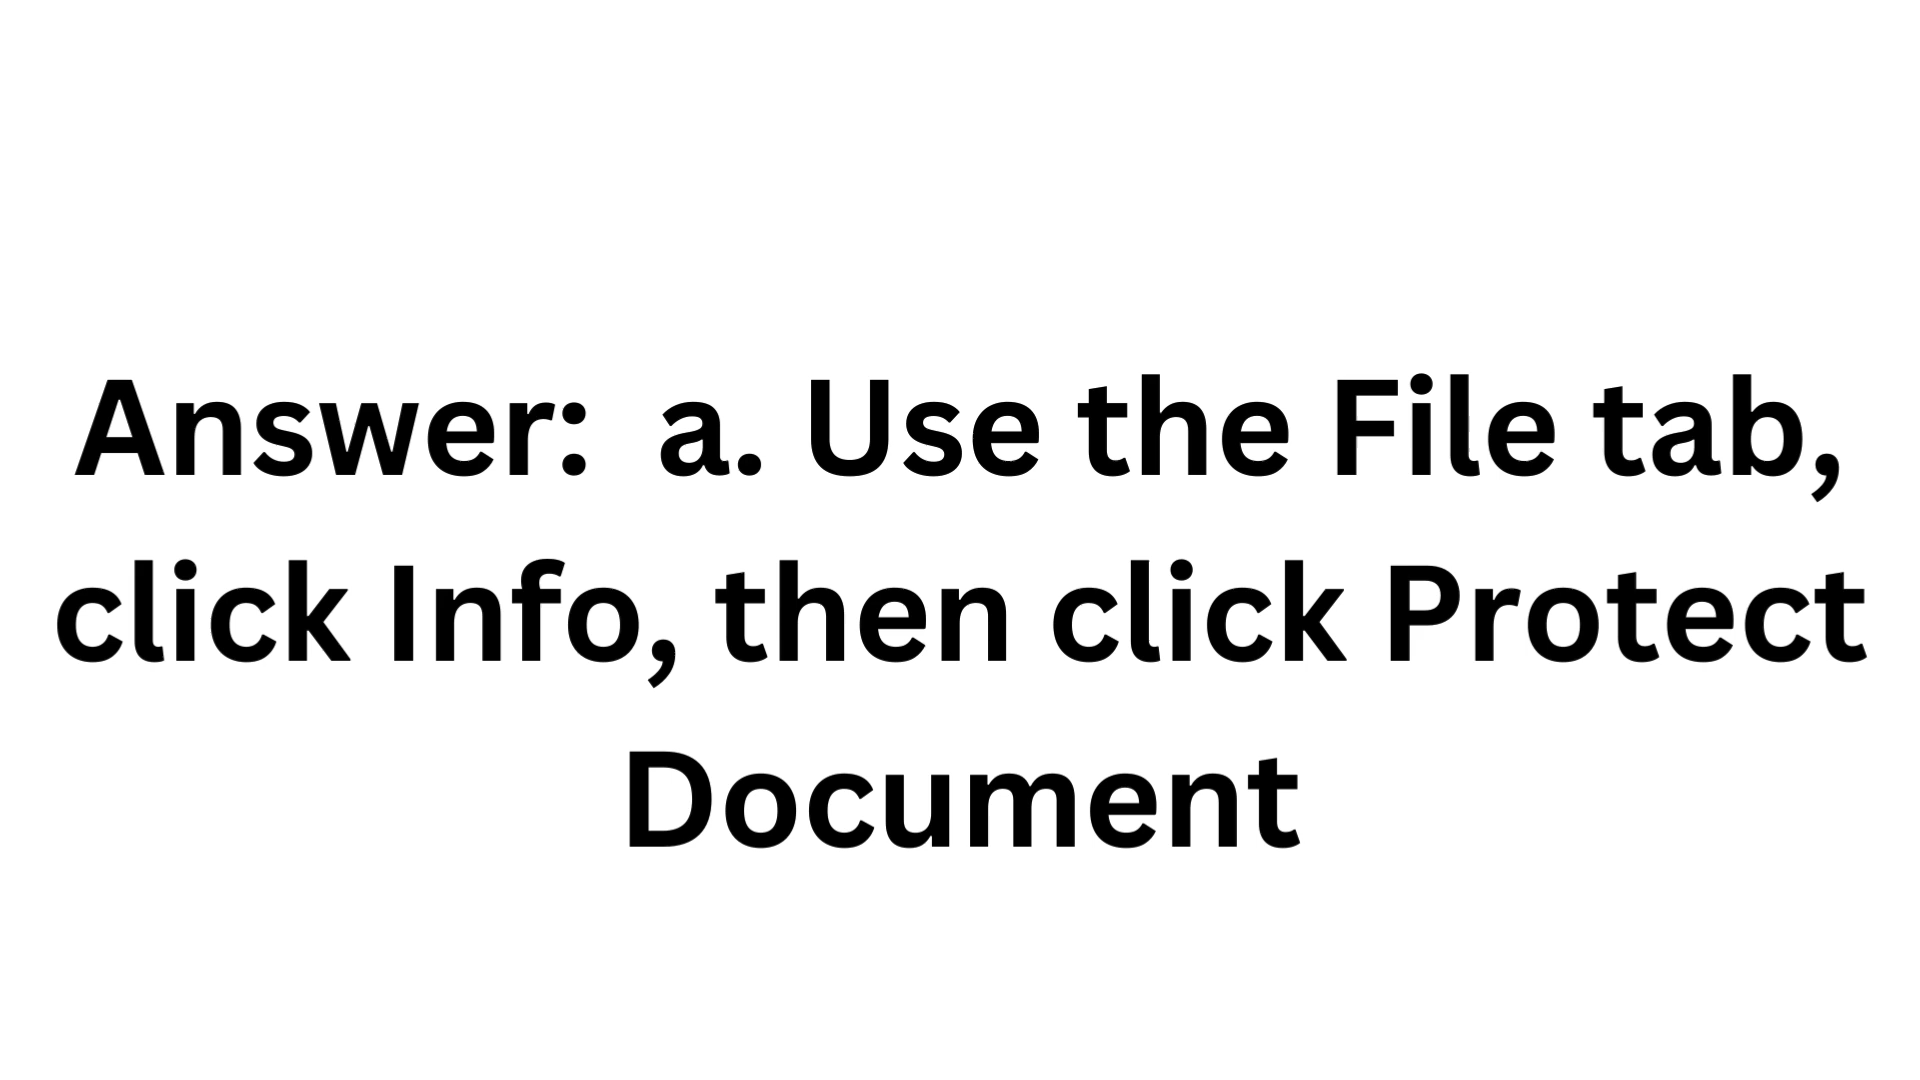 Answer:  a. Use the File tab,
click Info, then click Protect
Document